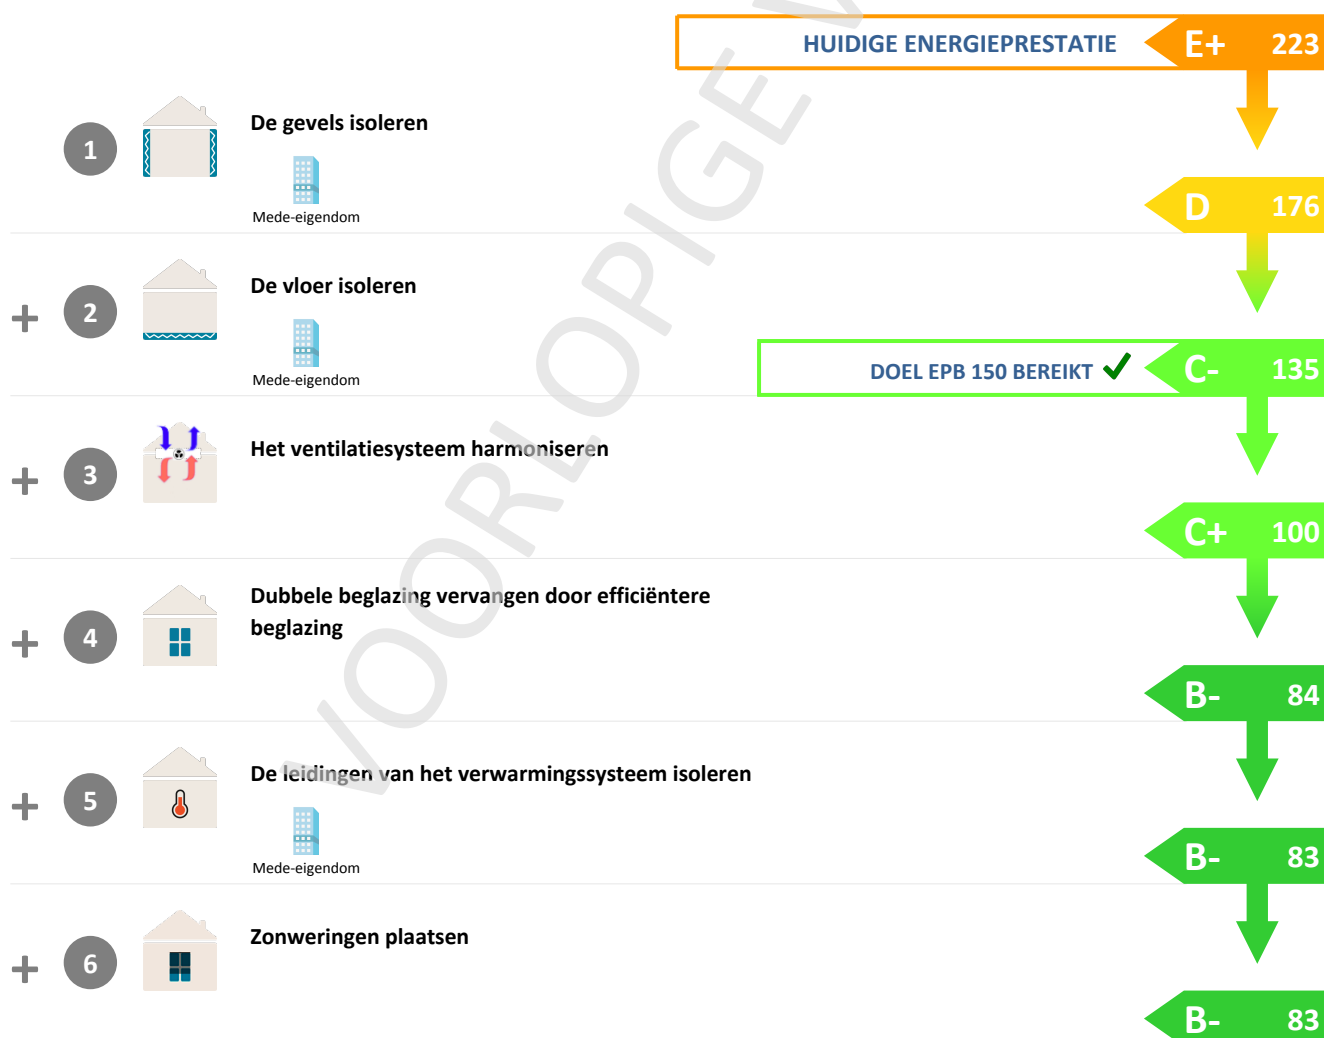 HUIDIGE ENERGIEPRESTATIE E+ 223
1 De gevels isoleren
Mede-eigendom
D 176
+ 2 De vloer isoleren
Mede-eigendom
DOEL EPB 150 BEREIKT ✓ C- 135
+ 3 Het ventilatiesysteem harmoniseren
C+ 100
+ 4 Dubbele beglazing vervangen door efficiëntere
beglazing
B- 84
+ 5 De leidingen van het verwarmingssysteem isoleren
Mede-eigendom
B- 83
+ 6 Zonweringen plaatsen
B- 83
VOORLOPIGE